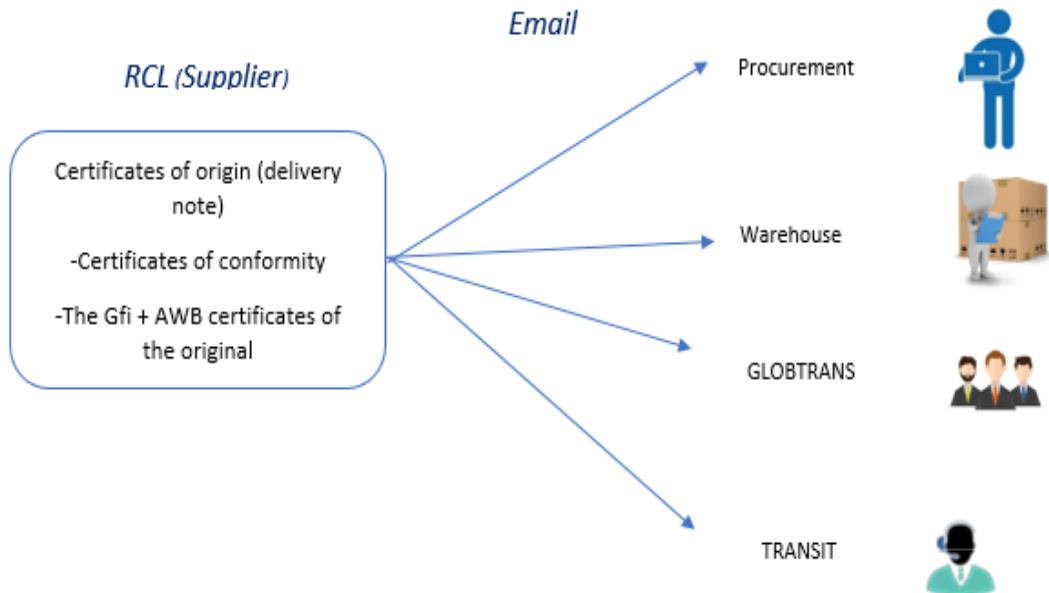 Email
RCL (Supplier)
Certificates of origin (delivery
note)
-Certificates of conformity
-The Gfi + AWB certificates of
the original
Procurement
Warehouse
GLOBTRANS
TRANSIT